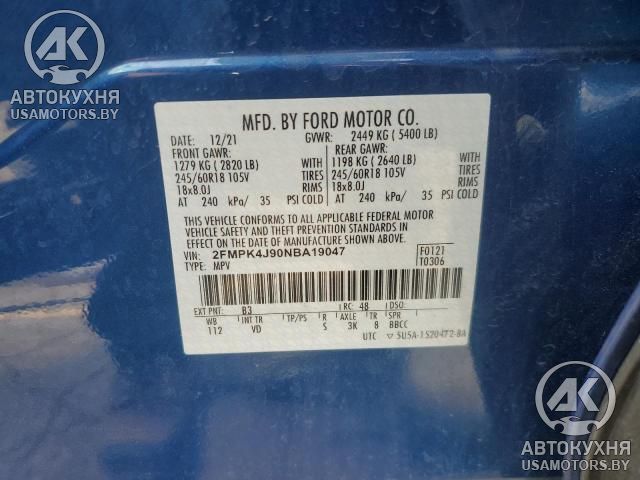 АК
АВТОКУХНЯ
USAMOTORS.BY
MFD. BY FORD MOTOR CO.
DATE: 12/21 GVWR: 2449 KG ( 5400 LB)
FRONT GAWR: REAR GAWR:
1279 KG ( 2820 LB) WITH 1198 KG ( 2640 LB) WITH
245/60R18 105V TIRES 245/60R18 105V TIRES
18x8.0J RIMS 18x8.0J RIMS
AT 240 kPa/ 35 PSI COLD AT 240 kPa/ 35 PSI COLD
THIS VEHICLE CONFORMS TO ALL APPLICABLE FEDERAL MOTOR
VEHICLE SAFETY AND THEFT PREVENTION STANDARDS IN
EFFECT ON THE DATE OF MANUFACTURE SHOWN ABOVE.
VIN: 2FMPK4J90NBA19047 F0121
TYPE: MPV T0306
EXT PNT: B3 RC: 48 DSO:
WB INT TR TP/PS R AXLE TR SPR
112 VD S 3K 8 BBCC
UTC ▽ 5U5A-1520472-BA
АК
АВТОКУХНЯ
USAMOTORS.BY